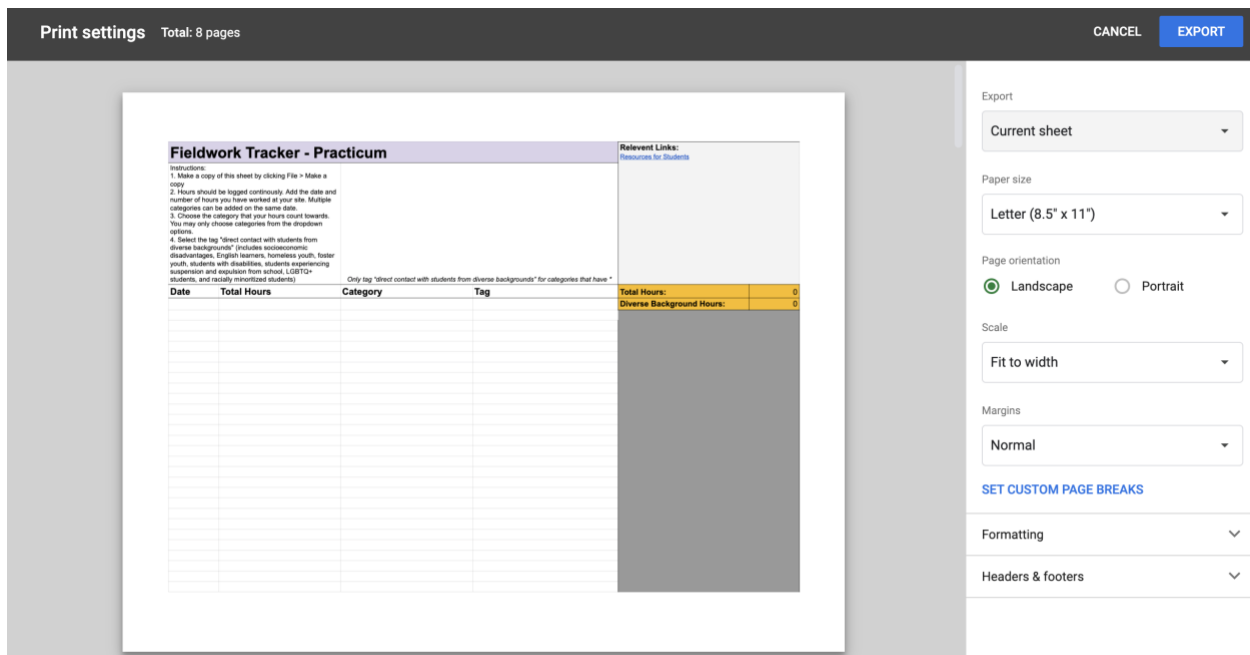 Print settings Total: 8 pages
CANCEL
EXPORT
Fieldwork Tracker - Practicum
Instructions:
1. Make a copy of this sheet by clicking File > Make a
copy
2. Hours should be logged continously. Add the date and
number of hours you have worked at your site. Multiple
categories can be added on the same date.
3. Choose the category that your hours count towards.
You may only choose categories from the dropdown
options.
4. Select the tag "direct contact with students from
diverse backgrounds" (includes socioeconomic
disadvantages, English learners, homeless youth, foster
youth, students with disabilities, students experiencing
suspension and expulsion from school, LGBTQ+
students, and racially minoritized students)
Only tag "direct contact with students from diverse backgrounds" for categories that have *
Relevent Links:
Resources for Students
Date Total Hours Category Tag
Total Hours: 0
Diverse Background Hours: 0
Export
Current sheet
Paper size
Letter (8.5" x 11")
Page orientation
Landscape Portrait
Scale
Fit to width
Margins
Normal
SET CUSTOM PAGE BREAKS
Formatting
Headers & footers